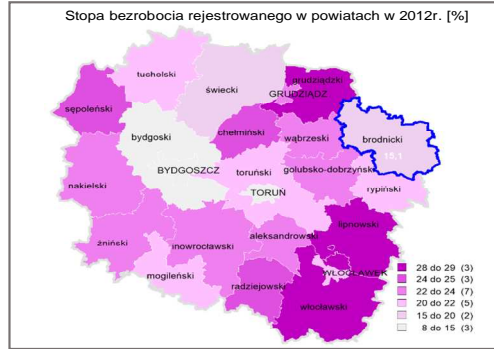 Stopa bezrobocia rejestrowanego w powiatach w 2012r. [%]
tucholski
świecki
grudziądzki
GRUDZIĄDZ
sępoleński
chełmiński
wąbrzeski
brodnicki
bydgoski
15,1
BYDGOSZCZ
toruński
golubsko-dobrzyński
nakielski
TORUŃ
rypiński
lipnowski
żniński
inowrocławski
aleksandrowski
mogileński
radziejowski
WŁOCŁAWEK
włocławski
28 do 29 (3)
24 do 25 (3)
22 do 24 (7)
20 do 22 (5)
15 do 20 (2)
8 do 15 (3)